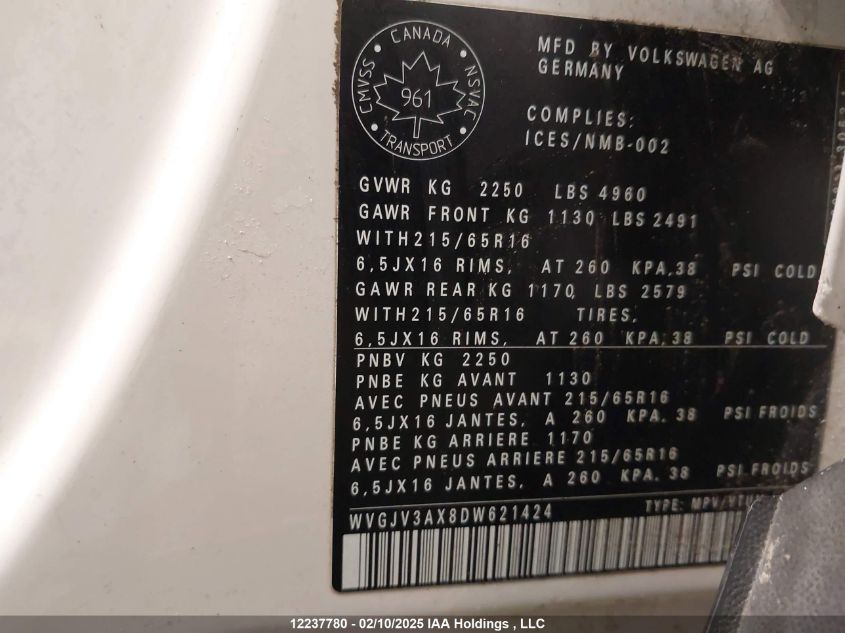 CANADA
CMVSS
NSVAC
961
TRANSPORT
MFD BY VOLKSWAGEN AG
GERMANY
COMPLIES:
ICES/NMB-002
GVWR KG 2250 LBS 4960
GAWR FRONT KG 1130 LBS 2491
WITH215/65R16
6,5JX16 RIMS, AT 260 KPA,38 PSI COLD
GAWR REAR KG 1170, LBS 2579
WITH215/65R16 TIRES,
6,5JX16 RIMS, AT 260 KPA,38 PSI COLD
PNBV KG 2250
PNBE KG AVANT 1130
AVEC PNEUS AVANT 215/65R16
6,5JX16 JANTES, A 260 KPA. 38 PSI FROIDS
PNBE KG ARRIERE 1170
AVEC PNEUS ARRIERE 215/65R16
6,5JX16 JANTES, A 260 KPA. 38 PSI FROIDS
WVGJV3AX8DW621424 TYPE: MPV
12237780 - 02/10/2025 IAA Holdings , LLC